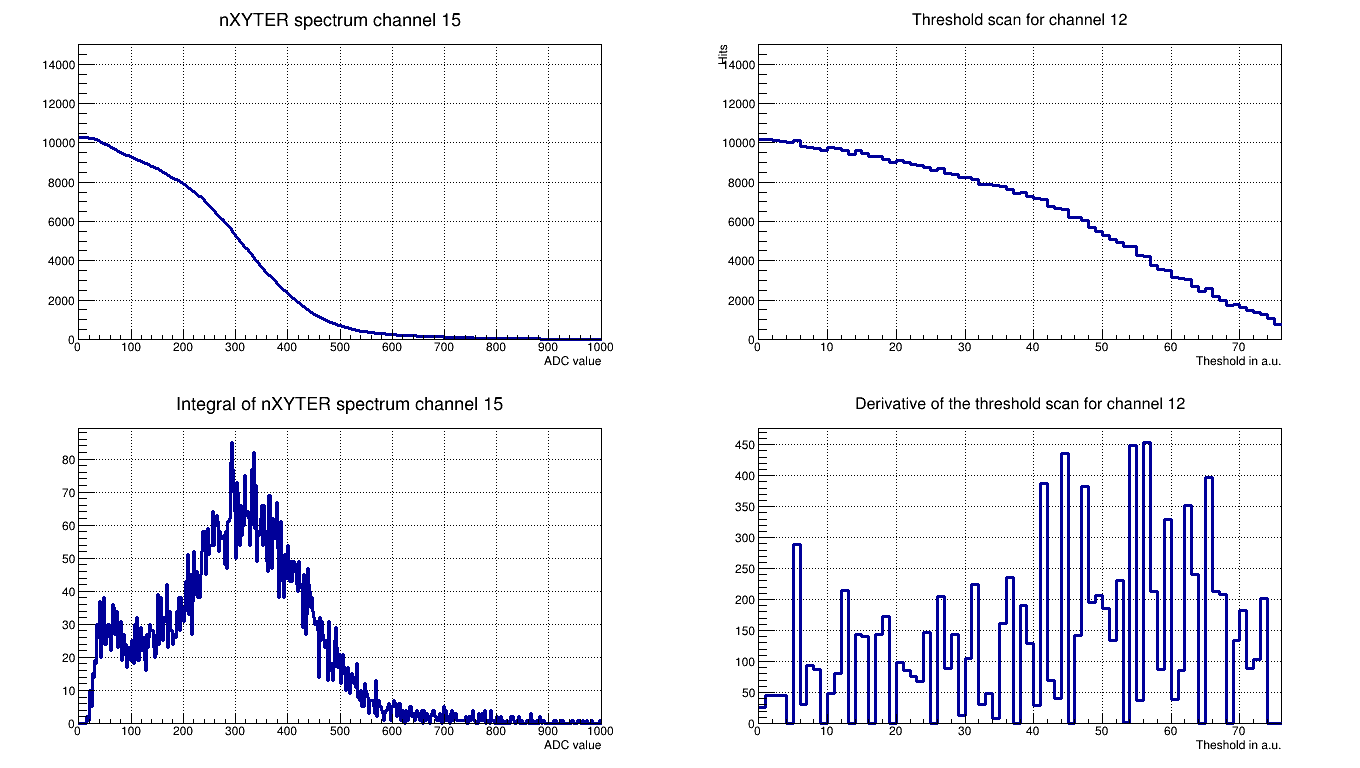 nXYTER spectrum channel 15
14000
12000
10000
8000
6000
4000
2000
0
0 100 200 300 400 500 600 700 800 900 1000
ADC value
Threshold scan for channel 12
Hits
14000
12000
10000
8000
6000
4000
2000
0
0 10 20 30 40 50 60 70
Theshold in a.u.
Integral of nXYTER spectrum channel 15
80
70
60
50
40
30
20
10
0
0 100 200 300 400 500 600 700 800 900 1000
ADC value
Derivative of the threshold scan for channel 12
450
400
350
300
250
200
150
100
50
0
0 10 20 30 40 50 60 70
Theshold in a.u.